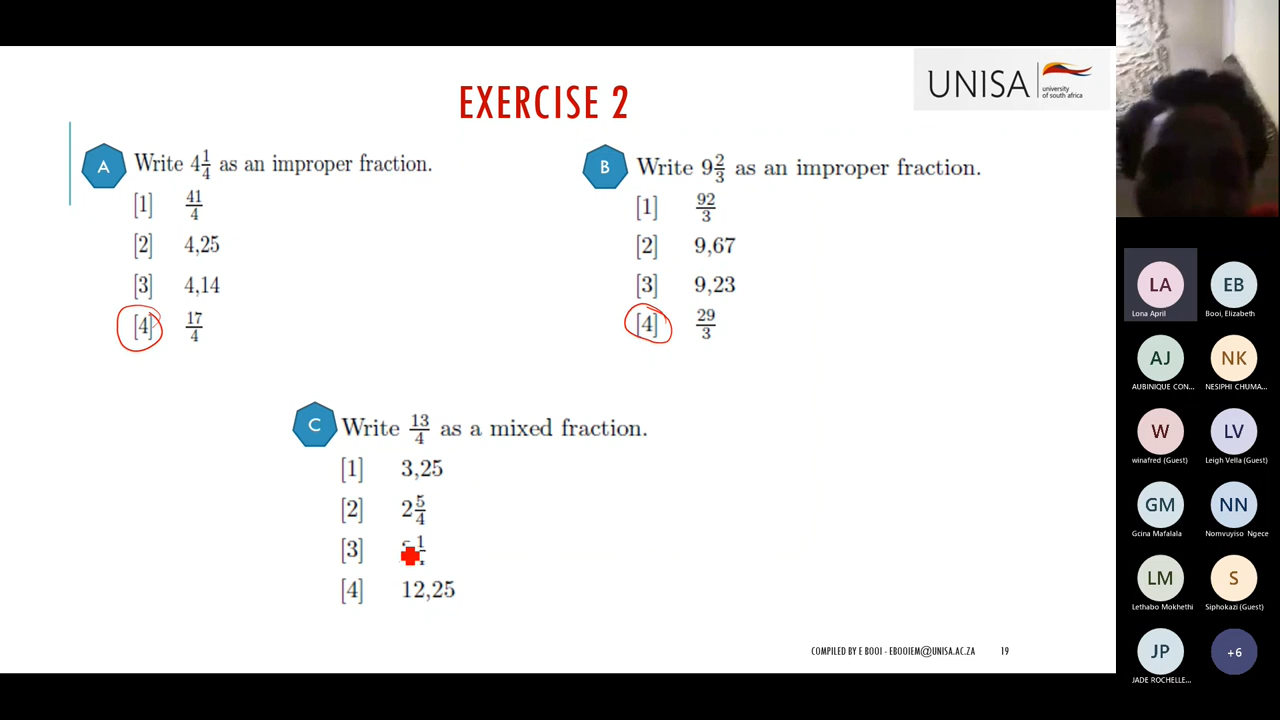 EXERCISE 2
UNISA
university
of south africa
A
Write 4 1/4 as an improper fraction.
[1] 41/4
[2] 4,25
[3] 4,14
[4] 17/4
B
Write 9 2/3 as an improper fraction.
[1] 92/3
[2] 9,67
[3] 9,23
[4] 29/3
C
Write 13/4 as a mixed fraction.
[1] 3,25
[2] 2 5/4
[3]
[4] 12,25
COMPILED BY E BOOI - EBOOIEM@UNISA.AC.ZA 19
LA
Lona April
EB
Booi, Elizabeth
AJ
AUBINIQUE CON...
NK
NESIPHI CHUMA...
W
winafred (Guest)
LV
Leigh Vella (Guest)
GM
Gcina Mafalala
NN
Nomvuyiso Ngece
LM
Lethabo Mokhethi
S
Siphokazi (Guest)
JP
JADE ROCHELLE...
+6